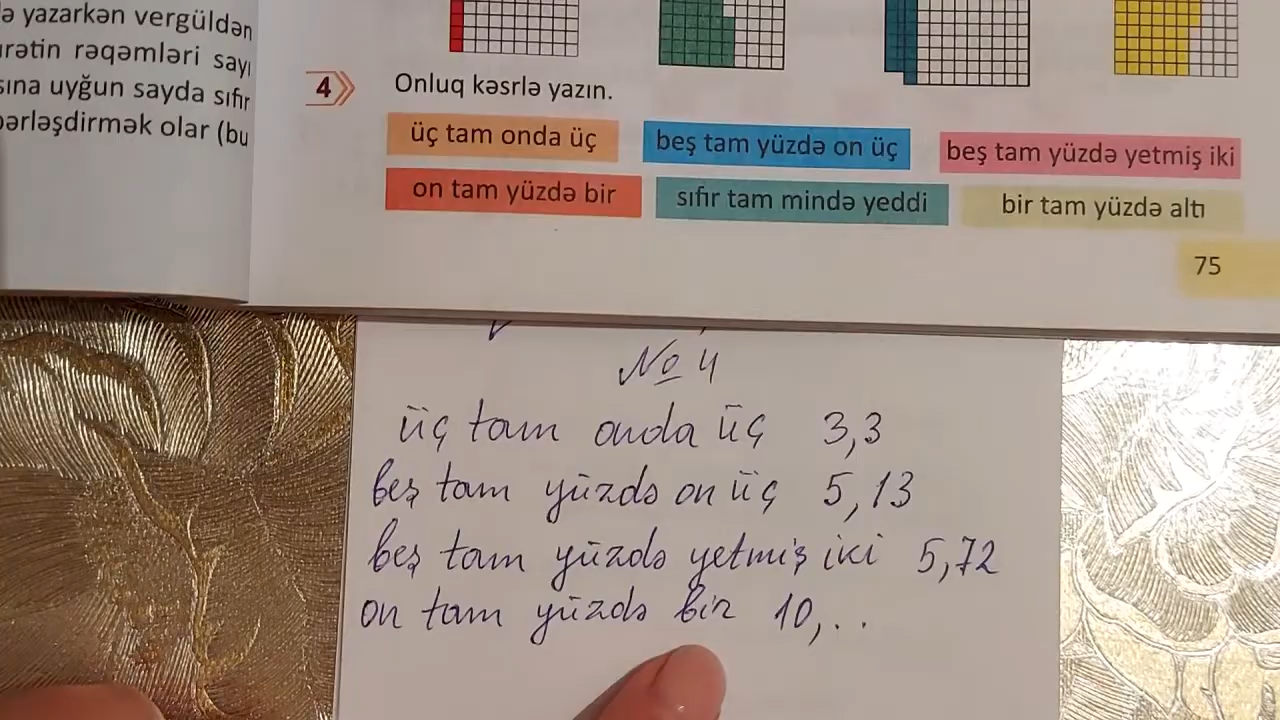 ə yazarkən vergüldən
rətin rəqəmləri sayı
sına uyğun sayda sıfır
bərləşdirmək olar (bu
4 Onluq kəsrlə yazın.
üç tam onda üç beş tam yüzdə on üç beş tam yüzdə yetmiş iki
on tam yüzdə bir sıfır tam mində yeddi bir tam yüzdə altı
75
№ 4
üç tam onda üç 3,3
beş tam yüzdə on üç 5,13
beş tam yüzdə yetmiş iki 5,72
on tam yüzdə bir 10,..